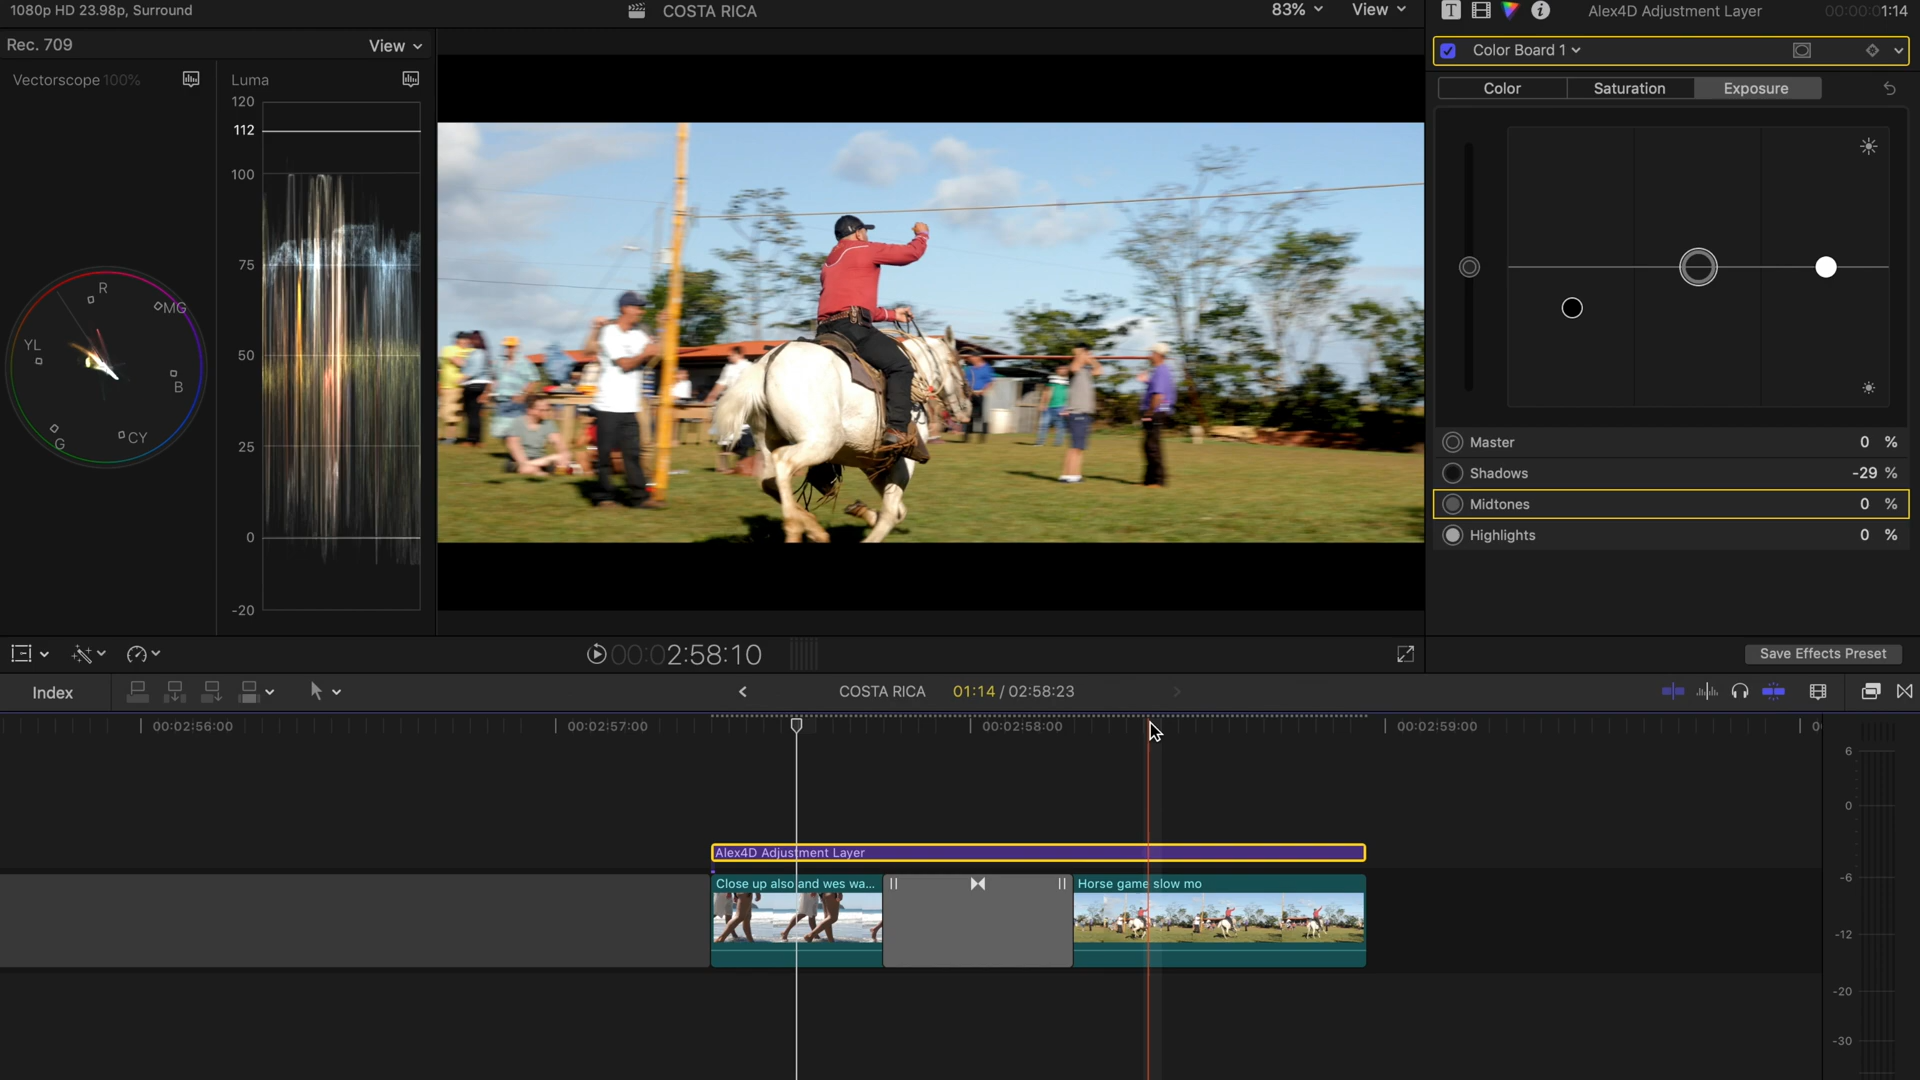 1080p HD 23.98p, Surround
COSTA RICA
83%
View
Alex4D Adjustment Layer
00:00:01:14
Rec. 709
View
Color Board 1
Vectorscope 100%
Luma
Color
Saturation
Exposure
120
112
100
75
50
25
0
-20
R
MG
YL
B
G
CY
Master 0 %
Shadows -29 %
Midtones 0 %
Highlights 0 %
00:02:58:10
Save Effects Preset
Index
COSTA RICA 01:14 / 02:58:23
00:02:56:00
00:02:57:00
00:02:58:00
00:02:59:00
6
0
-6
-12
-20
-30
Alex4D Adjustment Layer
Close up also and wes wa...
Horse game slow mo